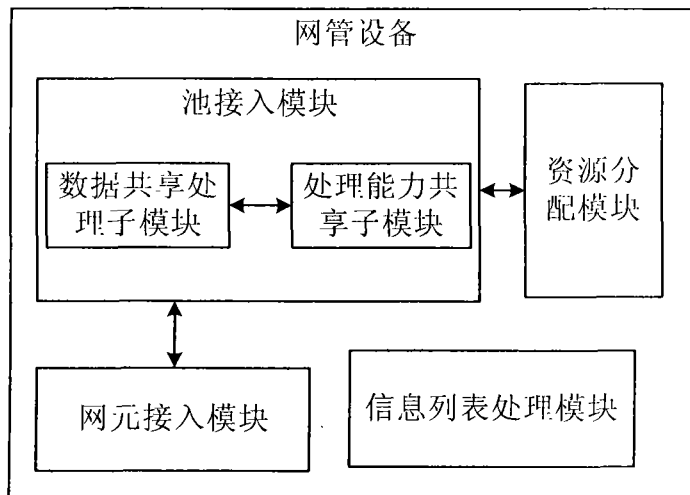 网管设备
池接入模块
数据共享处
理子模块
处理能力共
享子模块
资源分
配模块
网元接入模块
信息列表处理模块